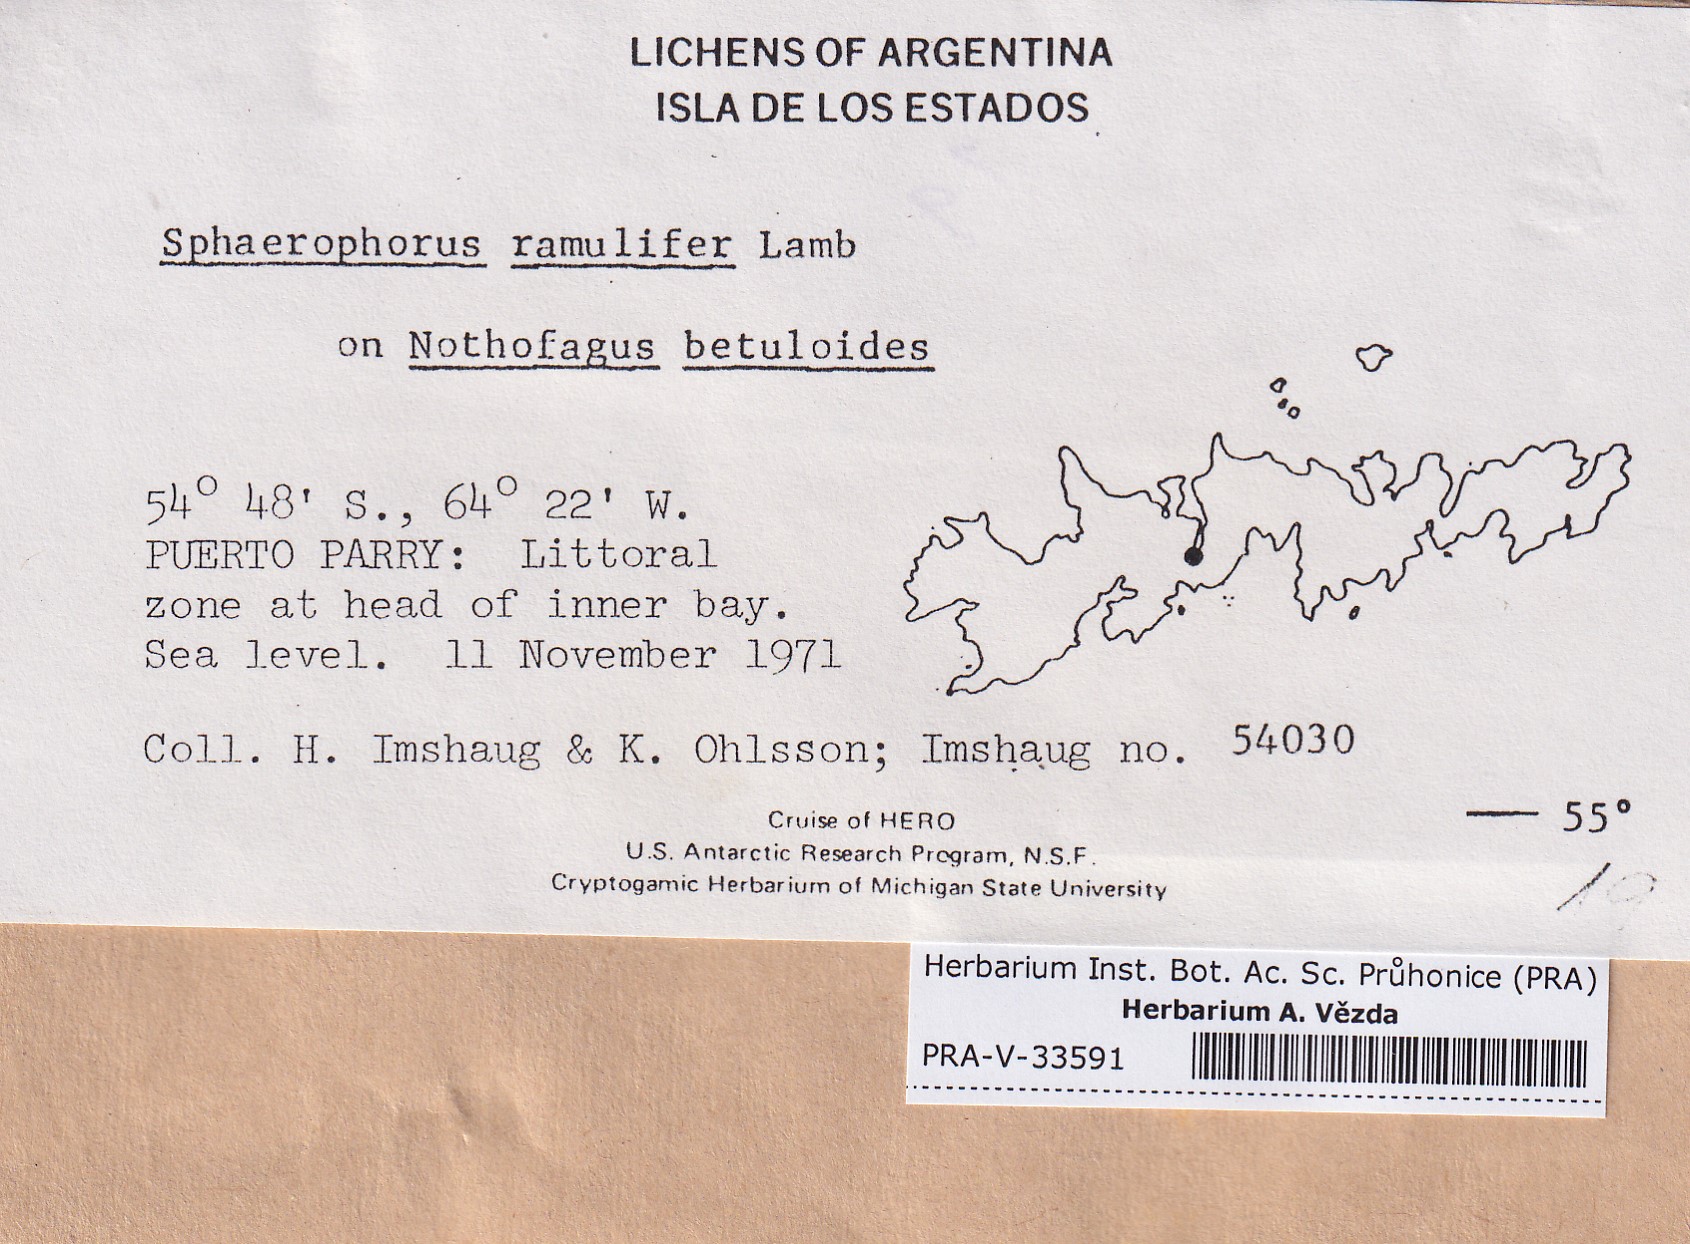 LICHENS OF ARGENTINA
ISLA DE LOS ESTADOS
Sphaerophorus ramulifer Lamb
on Nothofagus betuloides
54° 48' S., 64° 22' W.
PUERTO PARRY: Littoral
zone at head of inner bay.
Sea level. 11 November 1971
Coll. H. Imshaug & K. Ohlsson; Imshaug no. 54030
— 55°
Cruise of HERO
U.S. Antarctic Research Program, N.S.F.
Cryptogamic Herbarium of Michigan State University
10
Herbarium Inst. Bot. Ac. Sc. Průhonice (PRA)
Herbarium A. Vězda
PRA-V-33591